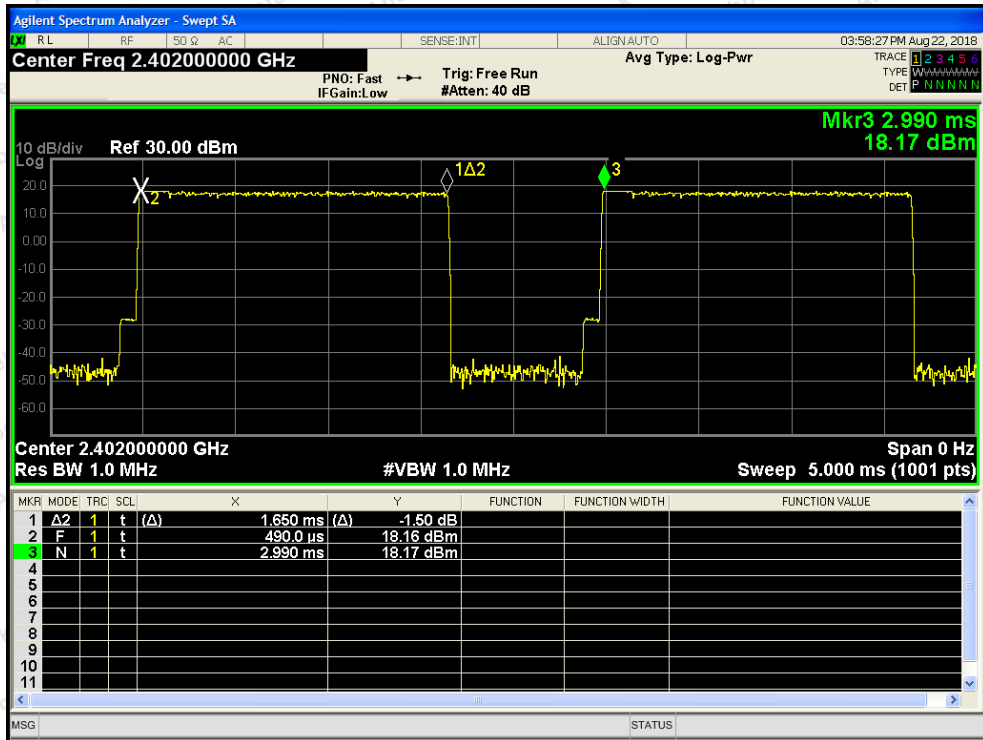 Agilent Spectrum Analyzer - Swept SA
LXI RL RF 50 Ω AC SENSE:INT ALIGN AUTO 03:58:27 PM Aug 22, 2018
Center Freq 2.402000000 GHz Avg Type: Log-Pwr TRACE 1 2 3 4 5 6
PNO: Fast Trig: Free Run TYPE WWWWWW
IFGain:Low #Atten: 40 dB DET P N N N N N
Mkr3 2.990 ms
10 dB/div Ref 30.00 dBm 18.17 dBm
Log
1Δ2 3
20.0
2
10.0
0.00
-10.0
-20.0
-30.0
-40.0
-50.0
-60.0
Center 2.402000000 GHz Span 0 Hz
Res BW 1.0 MHz #VBW 1.0 MHz Sweep 5.000 ms (1001 pts)
MKR MODE TRC SCL X Y FUNCTION FUNCTION WIDTH FUNCTION VALUE
1 Δ2 1 t (Δ) 1.650 ms (Δ) -1.50 dB
2 F 1 t 490.0 µs 18.16 dBm
3 N 1 t 2.990 ms 18.17 dBm
4
5
6
7
8
9
10
11
MSG STATUS